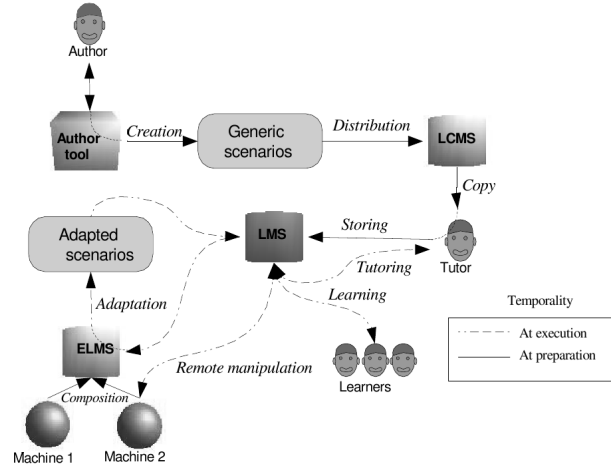 Author
Author
tool
Creation
Generic
scenarios
Distribution
LCMS
Copy
Adapted
scenarios
LMS
Storing
Tutoring
Tutor
Adaptation
Learning
Temporality
At execution
At preparation
ELMS
Remote manipulation
Learners
Composition
Machine 1
Machine 2